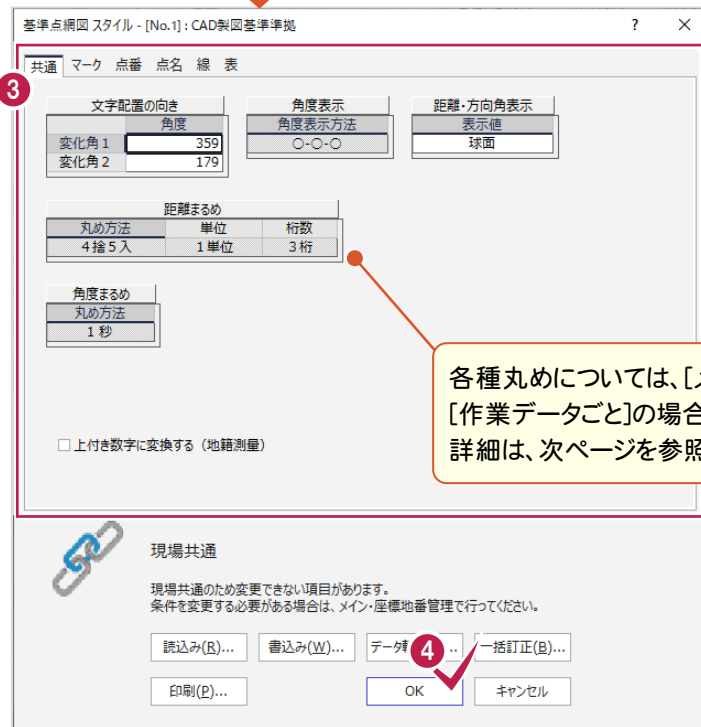 基準点網図 スタイル - [No.1] : CAD製図基準準拠 ? ×
共通 マーク 点番 点名 線 表
3
文字配置の向き 角度表示 距離・方向角表示
角度 角度表示方法 表示値
変化角1 359 ○-○-○ 球面
変化角2 179
距離まるめ
丸め方法 単位 桁数
4捨5入 1単位 3桁
角度まるめ
丸め方法
1秒
各種丸めについては、[
[作業データごと]の場合
詳細は、次ページを参照
上付き数字に変換する（地籍測量）
現場共通
現場共通のため変更できない項目があります。
条件を変更する必要がある場合は、メイン・座標地番管理で行ってください。
読込み(R)... 書込み(W)... データ 一括訂正(B)...
4
印刷(P)... OK キャンセル